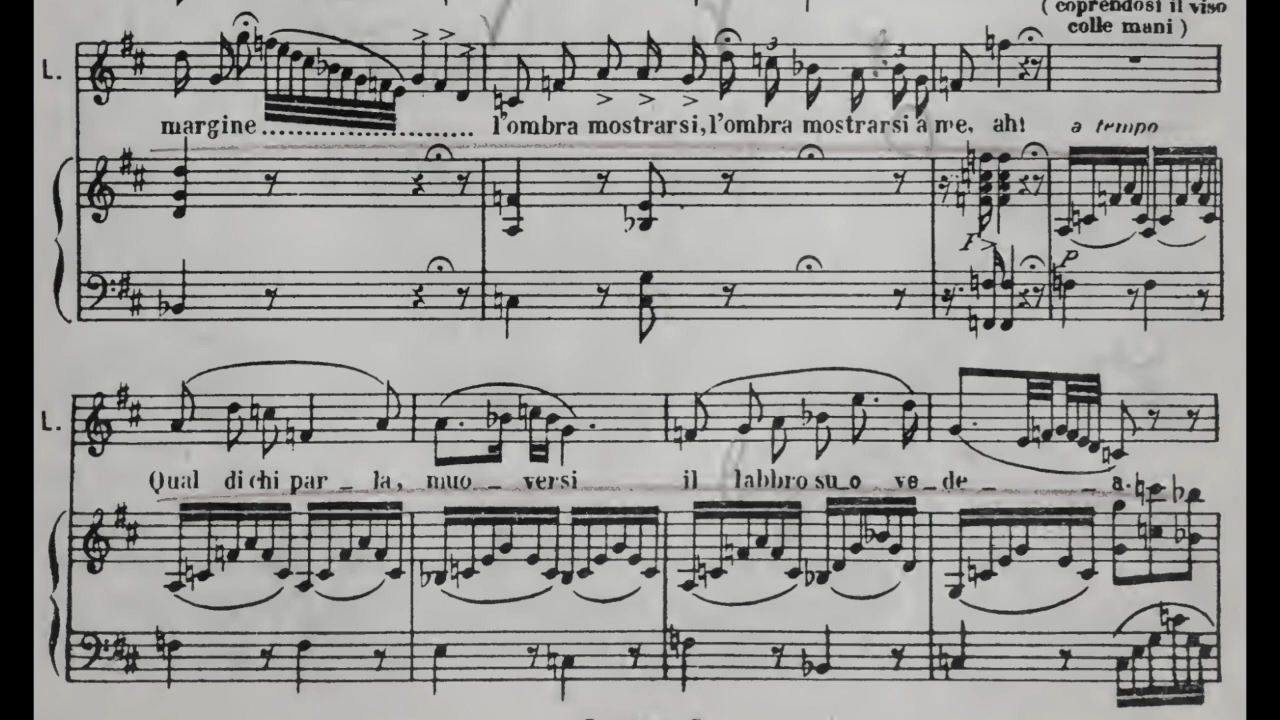 ( coprendosi il viso
colle mani )
L.
margine........................ l'ombra mostrarsi, l'ombra mostrarsi a me, ah!
a tempo
F
P
L.
Qual di chi par _ la, muo _ versi il labbro su_o ve_de _ a.